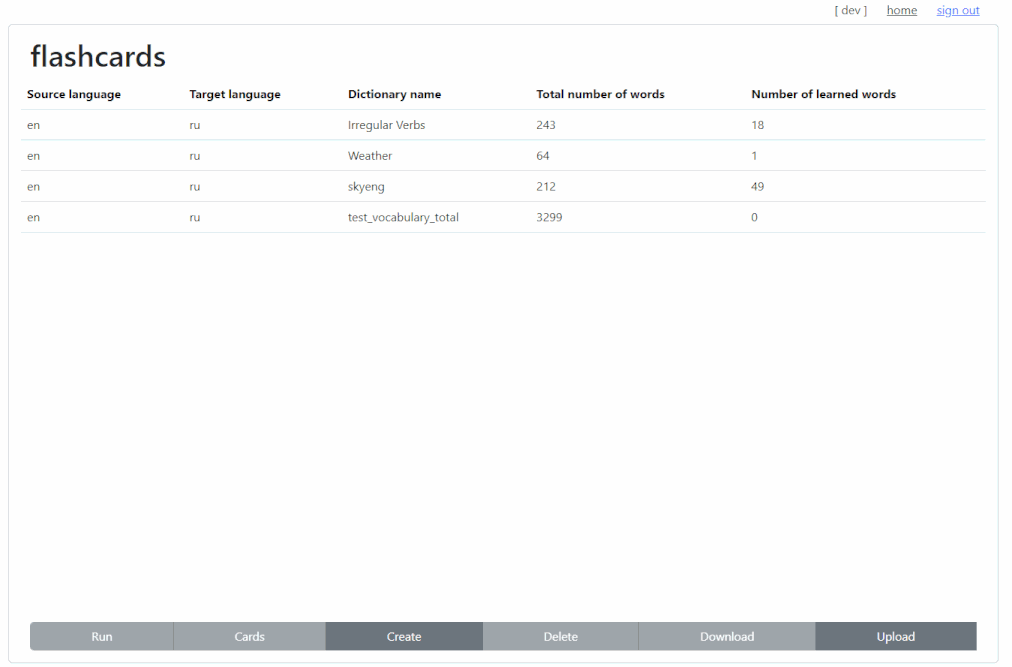 [ dev ] home sign out
flashcards
Source language Target language Dictionary name Total number of words Number of learned words
en ru Irregular Verbs 243 18
en ru Weather 64 1
en ru skyeng 212 49
en ru test_vocabulary_total 3299 0
Run Cards Create Delete Download Upload